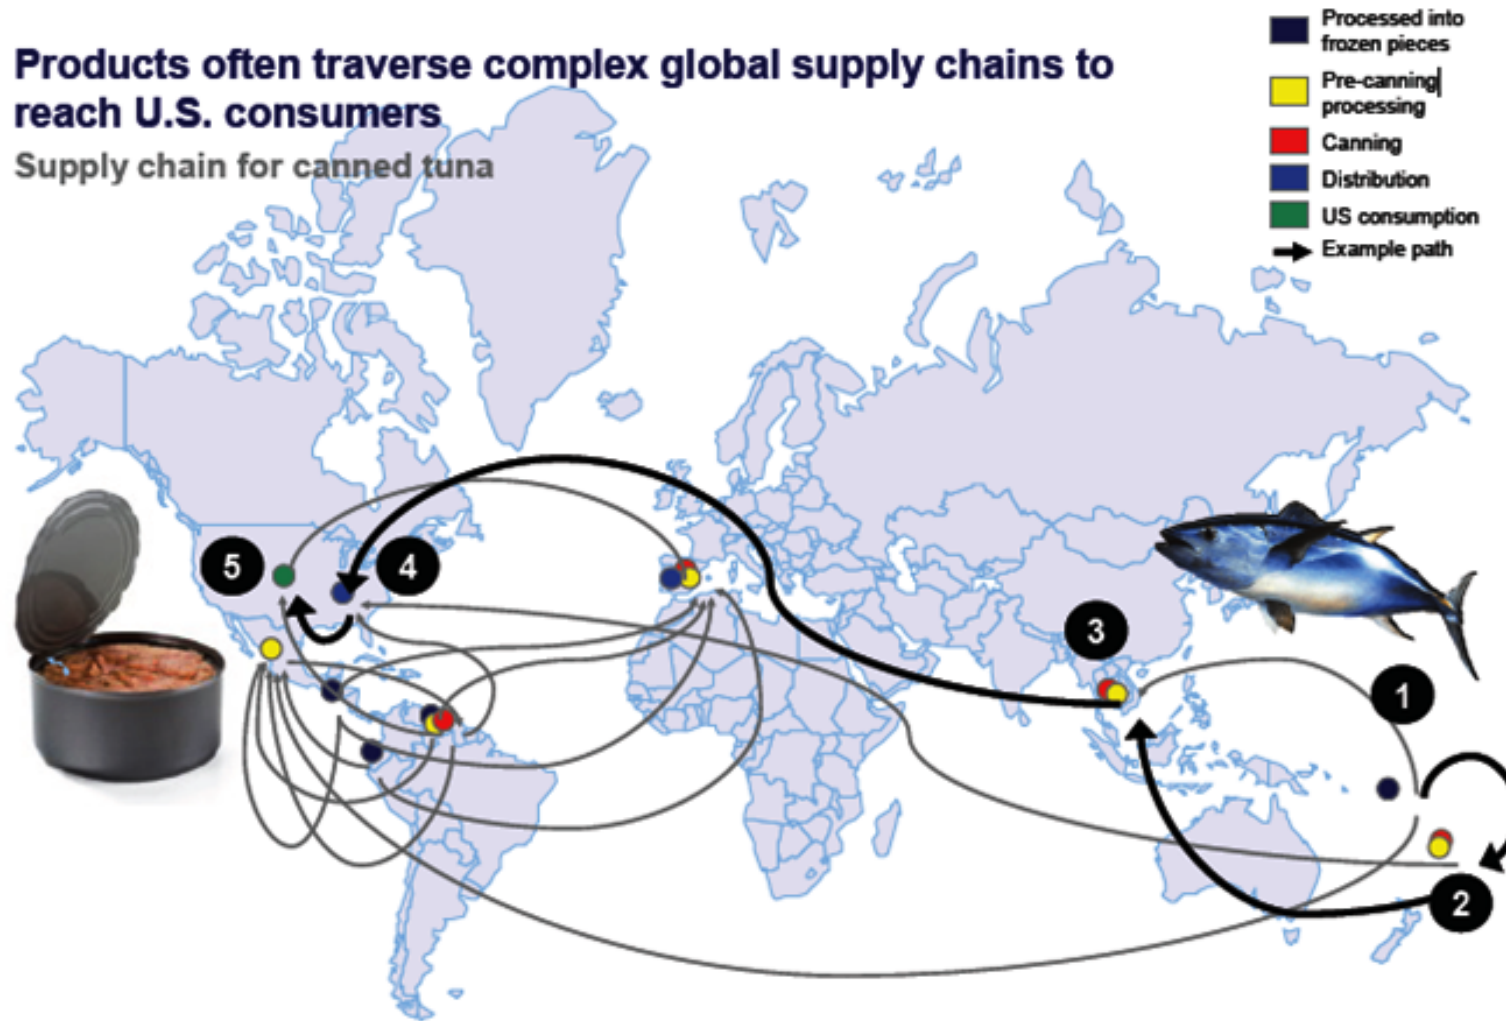 Products often traverse complex global supply chains to
reach U.S. consumers
Supply chain for canned tuna
Processed into
frozen pieces
Pre-canning
processing
Canning
Distribution
US consumption
Example path
5
4
3
1
2